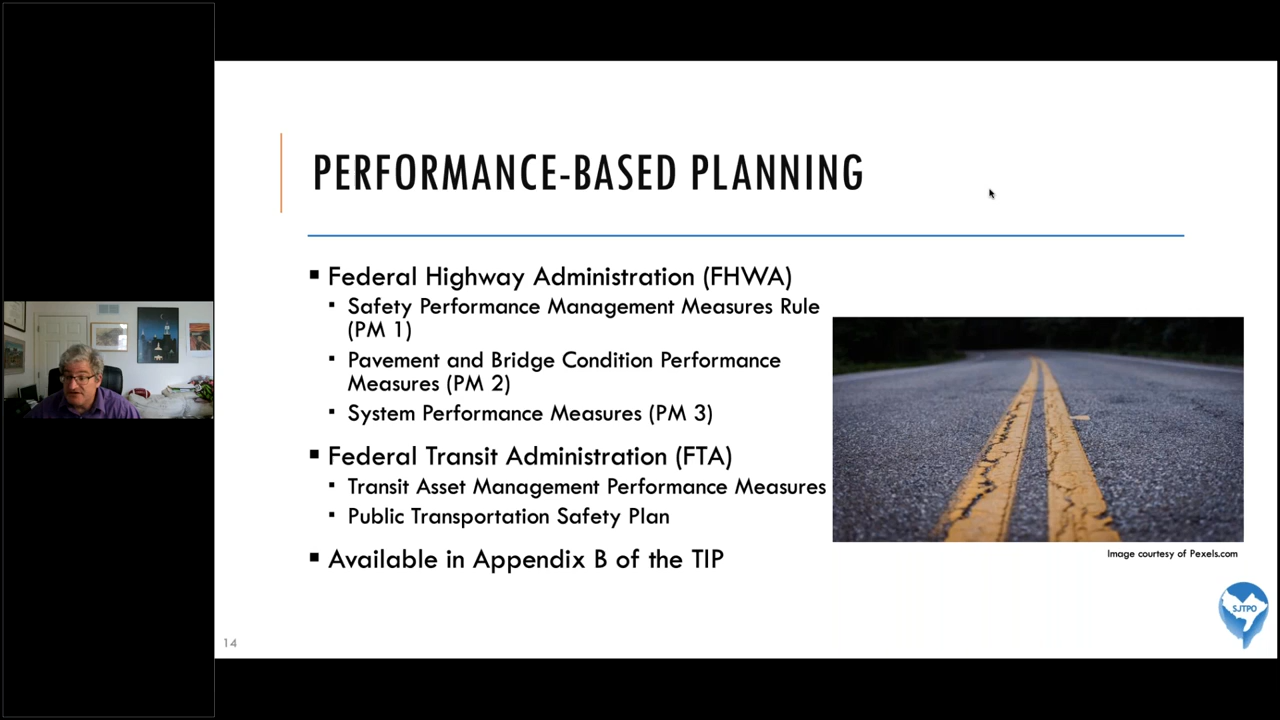 PERFORMANCE-BASED PLANNING
Federal Highway Administration (FHWA)
Safety Performance Management Measures Rule
(PM 1)
Pavement and Bridge Condition Performance
Measures (PM 2)
System Performance Measures (PM 3)
Federal Transit Administration (FTA)
Transit Asset Management Performance Measures
Public Transportation Safety Plan
Available in Appendix B of the TIP
Image courtesy of Pexels.com
SJTPO
14